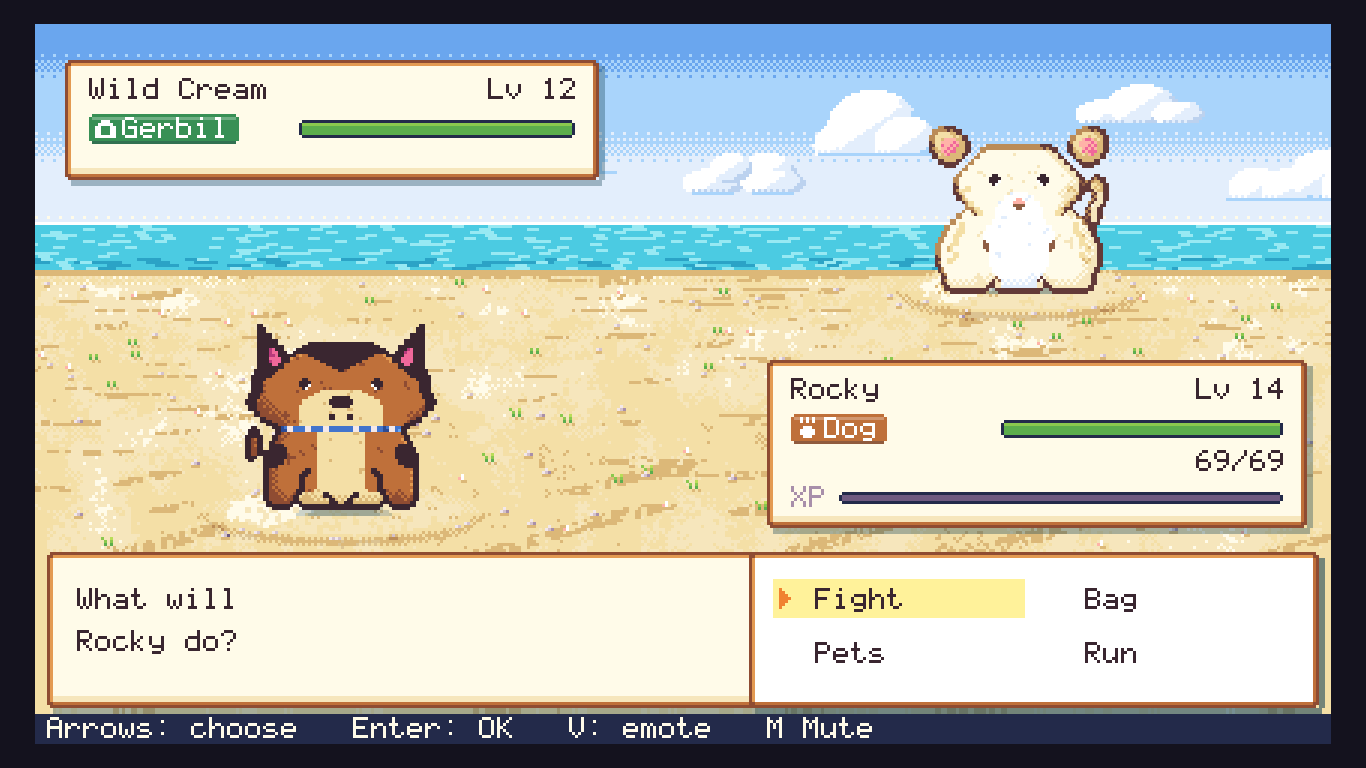 Wild Cream Lv 12
Gerbil
Rocky Lv 14
Dog
69/69
XP
What will
Rocky do?
Fight Bag
Pets Run
Arrows: choose Enter: OK V: emote M Mute